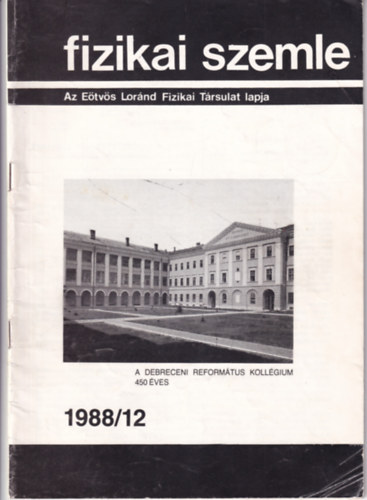 fizikai szemle
Az Eötvös Loránd Fizikai Társulat lapja
A DEBRECENI REFORMÁTUS KOLLÉGIUM
450 ÉVES
1988/12